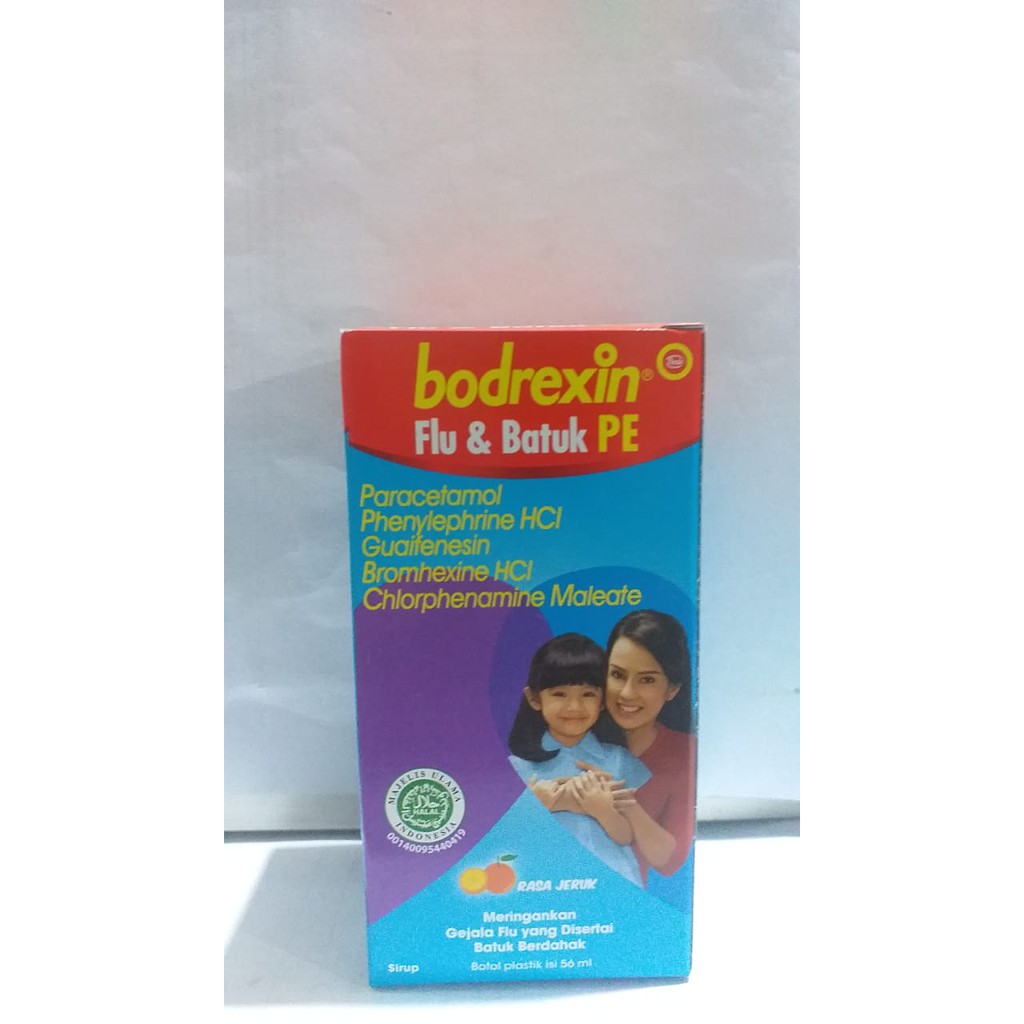 bodrexin®
Flu & Batuk PE
Paracetamol
Phenylephrine HCl
Guaifenesin
Bromhexine HCl
Chlorphenamine Maleate
MAJELIS ULAMA
حلال
HALAL
INDONESIA
00140095440419
RASA JERUK
Meringankan
Gejala Flu yang Disertai
Batuk Berdahak
Sirup
Botol plastik isi 56 ml